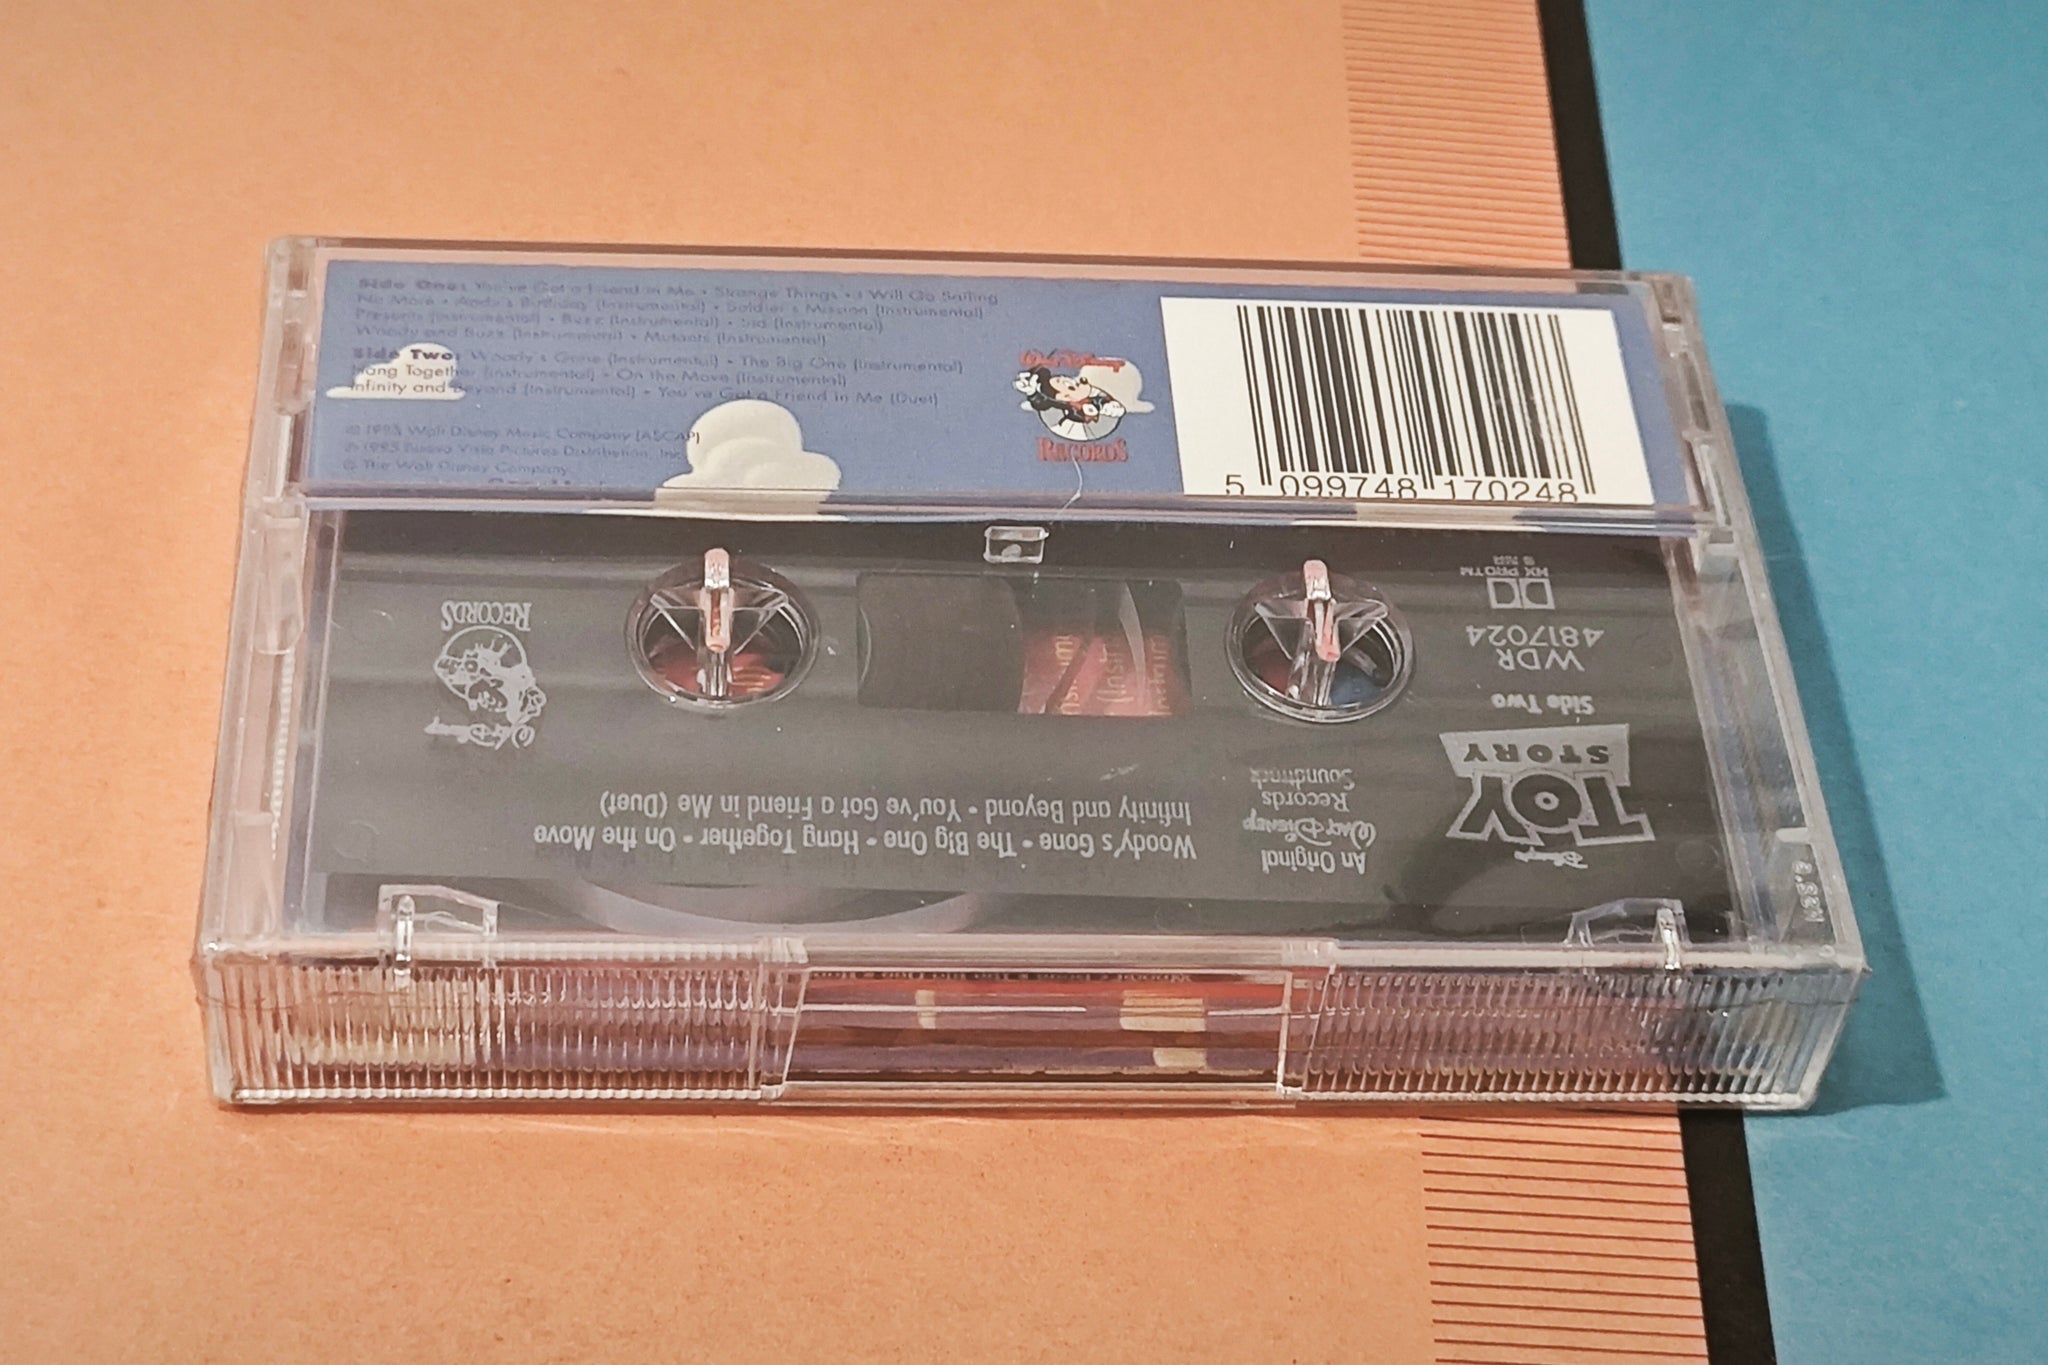 Side One: You've Got a Friend in Me • Strange Things • I Will Go Sailing
No More • Andy's Birthday (Instrumental) • Soldier's Mission (Instrumental)
Presents (Instrumental) • Buzz (Instrumental) • Sid (Instrumental)
Woody and Buzz (Instrumental) • Mutants (Instrumental)
Side Two: Woody's Gone (Instrumental) • The Big One (Instrumental)
Hang Together (Instrumental) • On the Move (Instrumental)
Infinity and Beyond (Instrumental) • You've Got a Friend in Me (Duet)
© 1995 Walt Disney Music Company (ASCAP)
℗ 1995 Buena Vista Pictures Distribution, Inc.
© The Walt Disney Company.
Walt Disney
RECORDS
5 099748 170248
Disney's
TOY
STORY
Side Two
WDR
4817024
HX PRO™
B NR
An Original
Walt Disney
Records
Soundtrack
Woody's Gone • The Big One • Hang Together • On the Move
Infinity and Beyond • You've Got a Friend in Me (Duet)
Walt Disney
RECORDS
(Inst